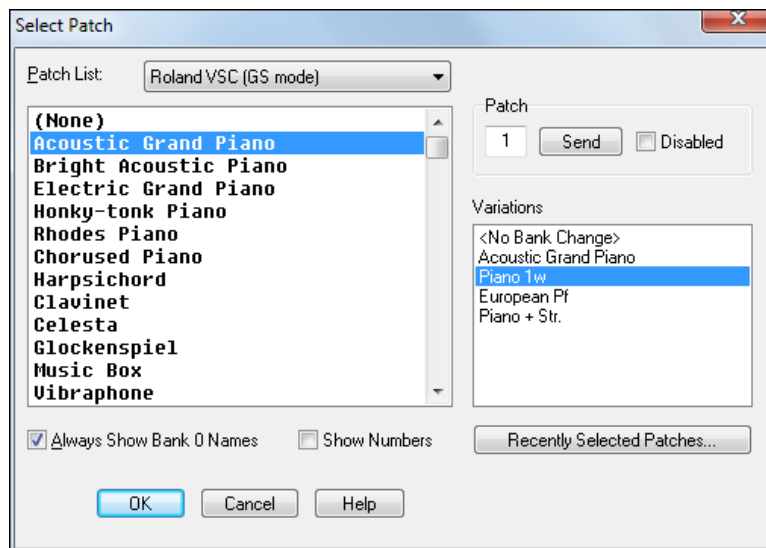 Select Patch
Patch List:
Roland VSC (GS mode)
(None)
Acoustic Grand Piano
Bright Acoustic Piano
Electric Grand Piano
Honky-tonk Piano
Rhodes Piano
Chorused Piano
Harpsichord
Clavinet
Celesta
Glockenspiel
Music Box
Vibraphone
Patch
1
Send
Disabled
Variations
<No Bank Change>
Acoustic Grand Piano
Piano 1w
European Pf
Piano + Str.
Always Show Bank 0 Names
Show Numbers
Recently Selected Patches...
OK
Cancel
Help